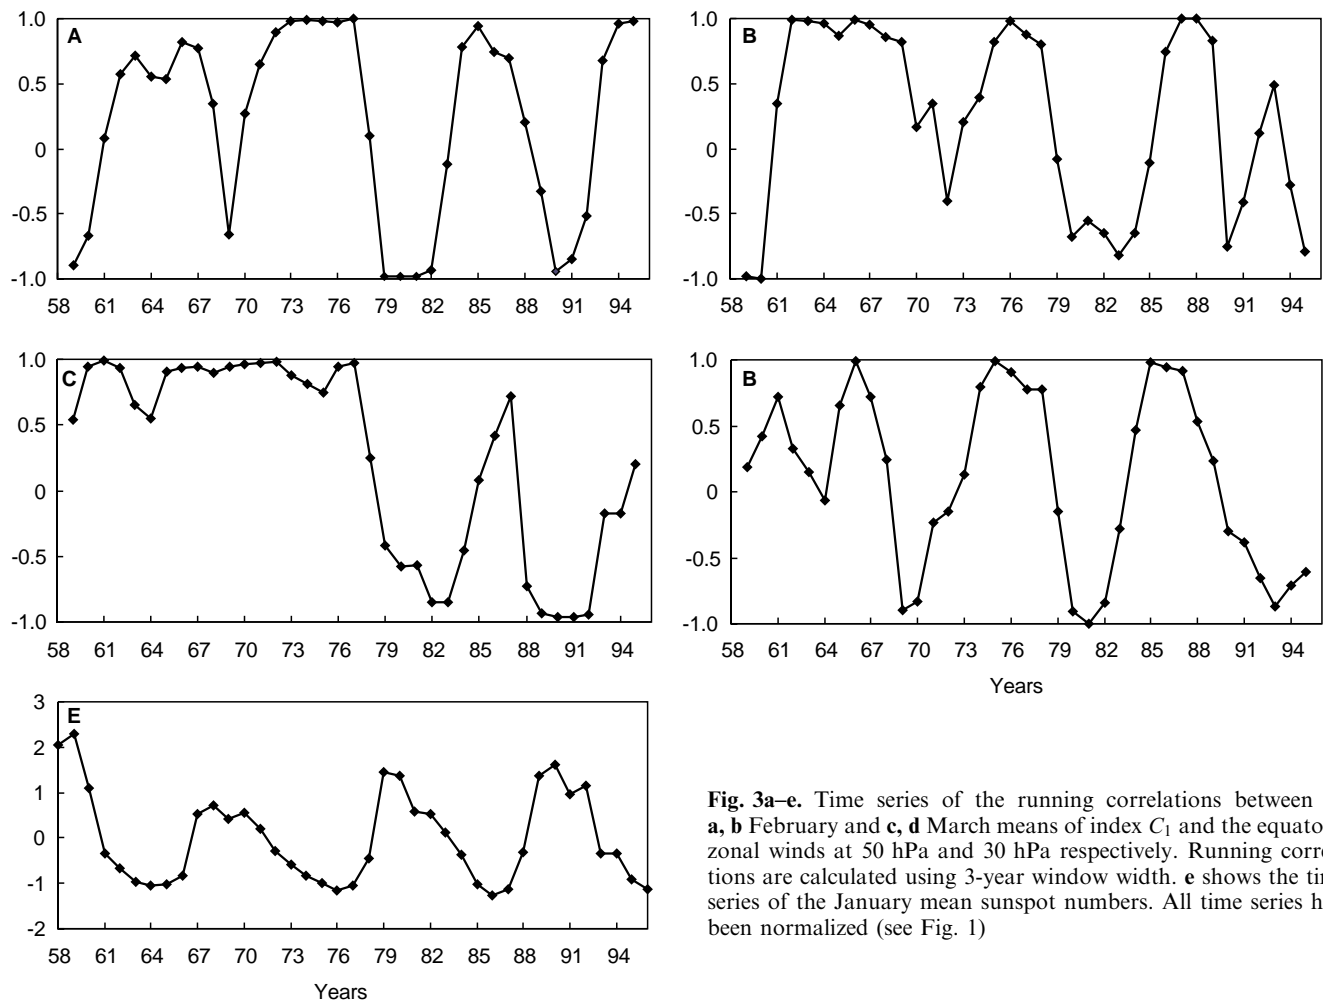 A
1.0
0.5
0
-0.5
-1.0
58 61 64 67 70 73 76 79 82 85 88 91 94
B
1.0
0.5
0
-0.5
-1.0
58 61 64 67 70 73 76 79 82 85 88 91 94
C
1.0
0.5
0
-0.5
-1.0
58 61 64 67 70 73 76 79 82 85 88 91 94
B
1.0
0.5
0
-0.5
-1.0
58 61 64 67 70 73 76 79 82 85 88 91 94
Years
E
3
2
1
0
-1
-2
58 61 64 67 70 73 76 79 82 85 88 91 94
Years
Fig. 3a–e. Time series of the running correlations between
a, b February and c, d March means of index C₁ and the equato
zonal winds at 50 hPa and 30 hPa respectively. Running corre
tions are calculated using 3-year window width. e shows the tin
series of the January mean sunspot numbers. All time series h
been normalized (see Fig. 1)